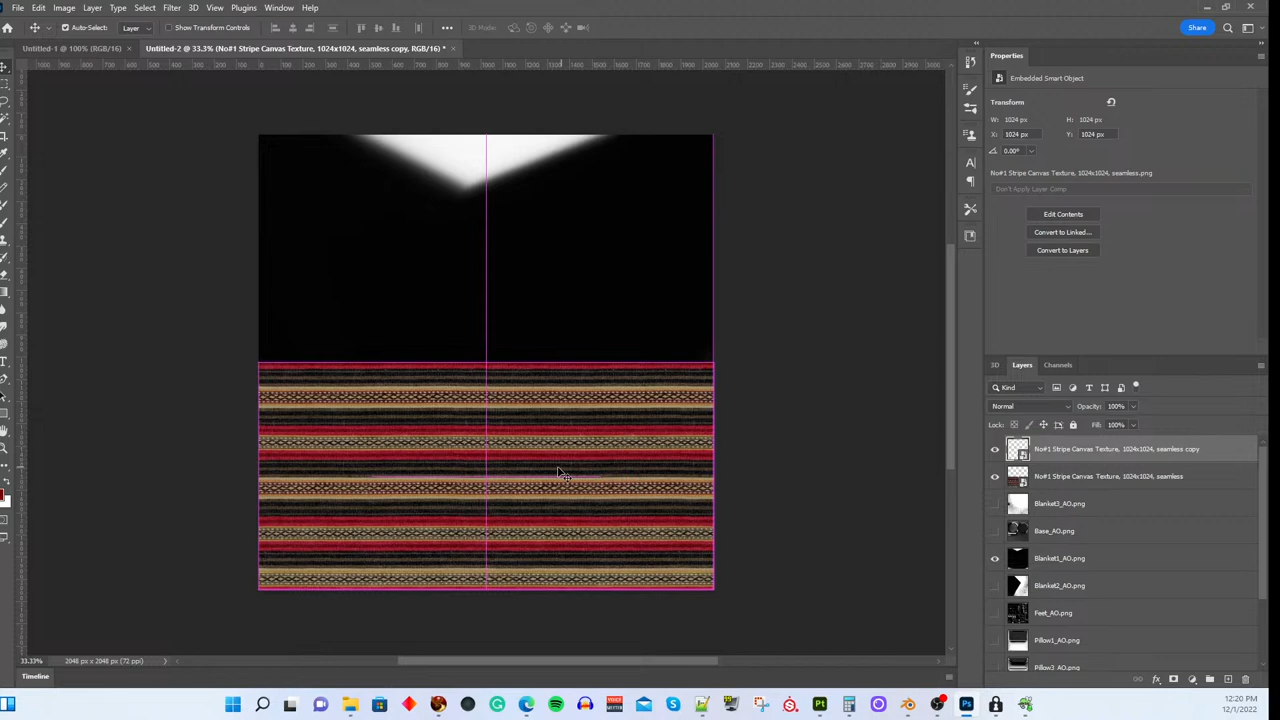 File Edit Image Layer Type Select Filter 3D View Plugins Window Help
Auto-Select: Layer Show Transform Controls 3D Mode: Share
Untitled-1 @ 100% (RGB/16) Untitled-2 @ 33.3% (No#1 Stripe Canvas Texture, 1024x1024, seamless copy, RGB/16) *
Properties
Embedded Smart Object
Transform
W: 1024 px H: 1024 px
X: 1024 px Y: 1024 px
0.00°
No#1 Stripe Canvas Texture, 1024x1024, seamless.png
Don't Apply Layer Comp
Edit Contents
Convert to Linked...
Convert to Layers
3D Layers Channels
Kind
Normal Opacity: 100%
Lock: Fill: 100%
No#1 Stripe Canvas Texture, 1024x1024, seamless copy
No#1 Stripe Canvas Texture, 1024x1024, seamless
Blanket3_AO.png
Base_AO.png
Blanket1_AO.png
Blanket2_AO.png
Feet_AO.png
Pillow1_AO.png
Pillow3_AO.png
33.33% 2048 px x 2048 px (72 ppi)
Timeline
12:20 PM
12/1/2022